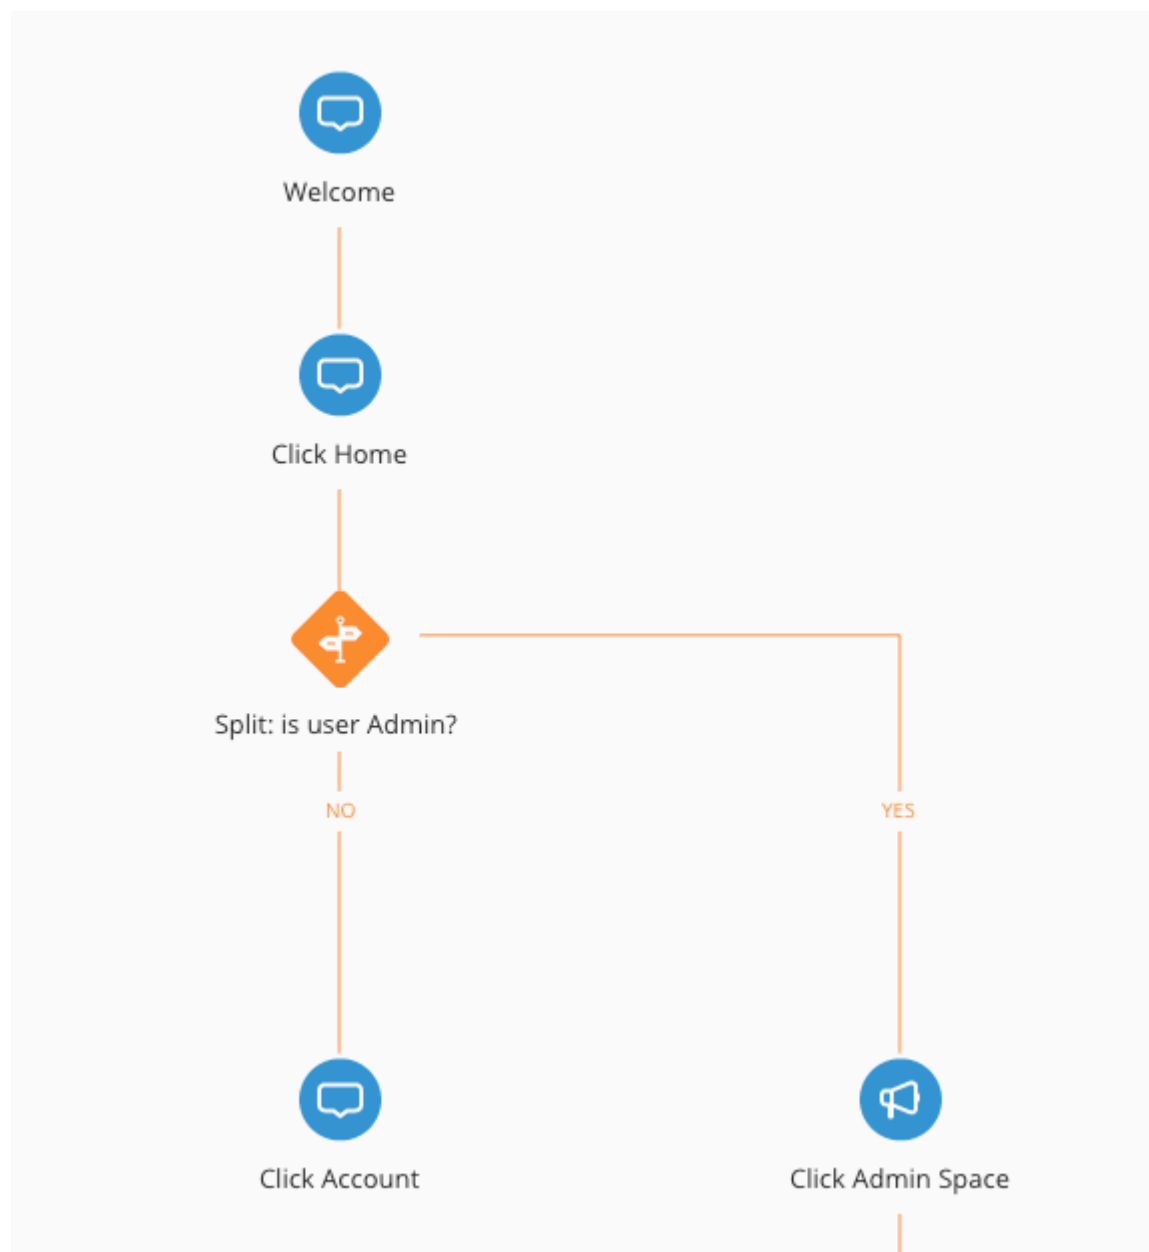 Welcome
Click Home
Split: is user Admin?
NO
YES
Click Account
Click Admin Space